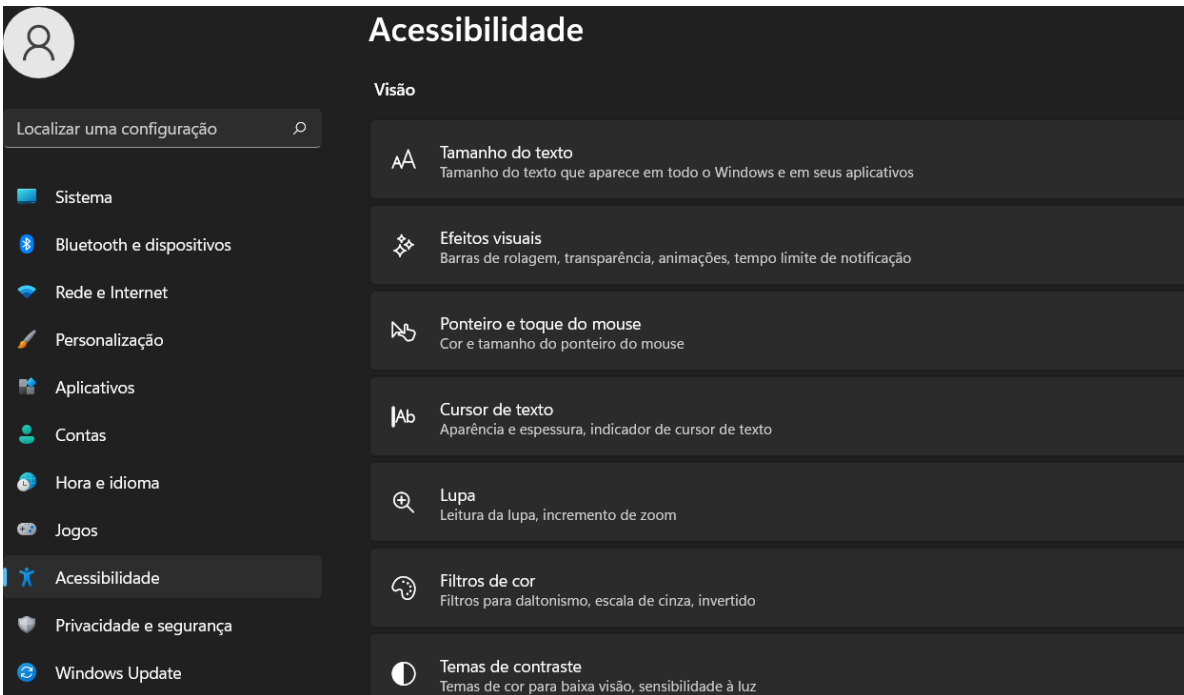 Acessibilidade
Visão
Localizar uma configuração
Sistema
Bluetooth e dispositivos
Rede e Internet
Personalização
Aplicativos
Contas
Hora e idioma
Jogos
Acessibilidade
Privacidade e segurança
Windows Update
AA
Tamanho do texto
Tamanho do texto que aparece em todo o Windows e em seus aplicativos
Efeitos visuais
Barras de rolagem, transparência, animações, tempo limite de notificação
Ponteiro e toque do mouse
Cor e tamanho do ponteiro do mouse
Ab
Cursor de texto
Aparência e espessura, indicador de cursor de texto
Lupa
Leitura da lupa, incremento de zoom
Filtros de cor
Filtros para daltonismo, escala de cinza, invertido
Temas de contraste
Temas de cor para baixa visão, sensibilidade à luz